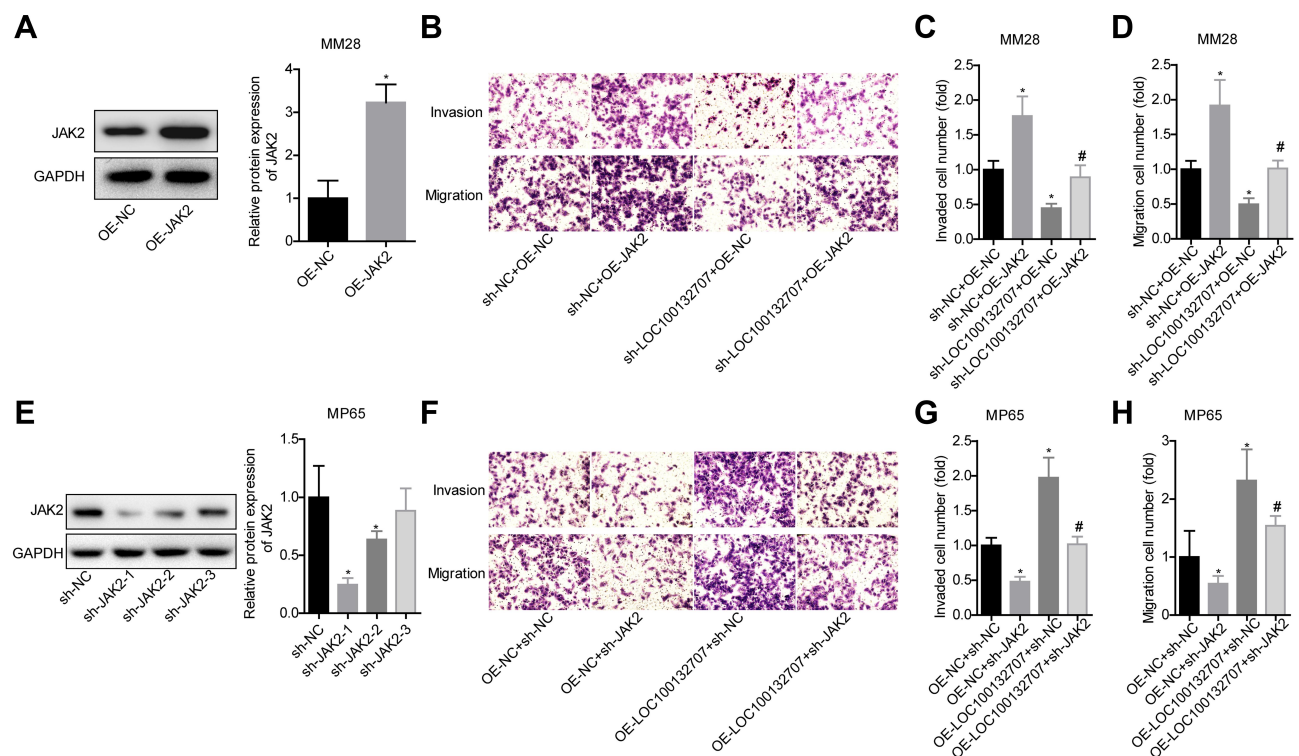 A
JAK2
GAPDH
OE-NC
OE-JAK2
MM28
Relative protein expression
of JAK2
4
3
2
1
0
*
OE-NC
OE-JAK2
B
Invasion
Migration
sh-NC+OE-NC
sh-NC+OE-JAK2
sh-LOC100132707+OE-NC
sh-LOC100132707+OE-JAK2
C
MM28
Invaded cell number (fold)
2.5
2.0
1.5
1.0
0.5
0.0
*
*
#
sh-NC+OE-NC
sh-NC+OE-JAK2
sh-LOC100132707+OE-NC
sh-LOC100132707+OE-JAK2
D
MM28
Migration cell number (fold)
2.5
2.0
1.5
1.0
0.5
0.0
*
*
#
sh-NC+OE-NC
sh-NC+OE-JAK2
sh-LOC100132707+OE-NC
sh-LOC100132707+OE-JAK2
E
JAK2
GAPDH
sh-NC
sh-JAK2-1
sh-JAK2-2
sh-JAK2-3
MP65
Relative protein expression
of JAK2
1.5
1.0
0.5
0.0
*
*
sh-NC
sh-JAK2-1
sh-JAK2-2
sh-JAK2-3
F
Invasion
Migration
OE-NC+sh-NC
OE-NC+sh-JAK2
OE-LOC100132707+sh-NC
OE-LOC100132707+sh-JAK2
G
MP65
Invaded cell number (fold)
2.5
2.0
1.5
1.0
0.5
0.0
*
*
#
OE-NC+sh-NC
OE-NC+sh-JAK2
OE-LOC100132707+sh-NC
OE-LOC100132707+sh-JAK2
H
MP65
Migration cell number (fold)
3
2
1
0
*
*
#
OE-NC+sh-NC
OE-NC+sh-JAK2
OE-LOC100132707+sh-NC
OE-LOC100132707+sh-JAK2